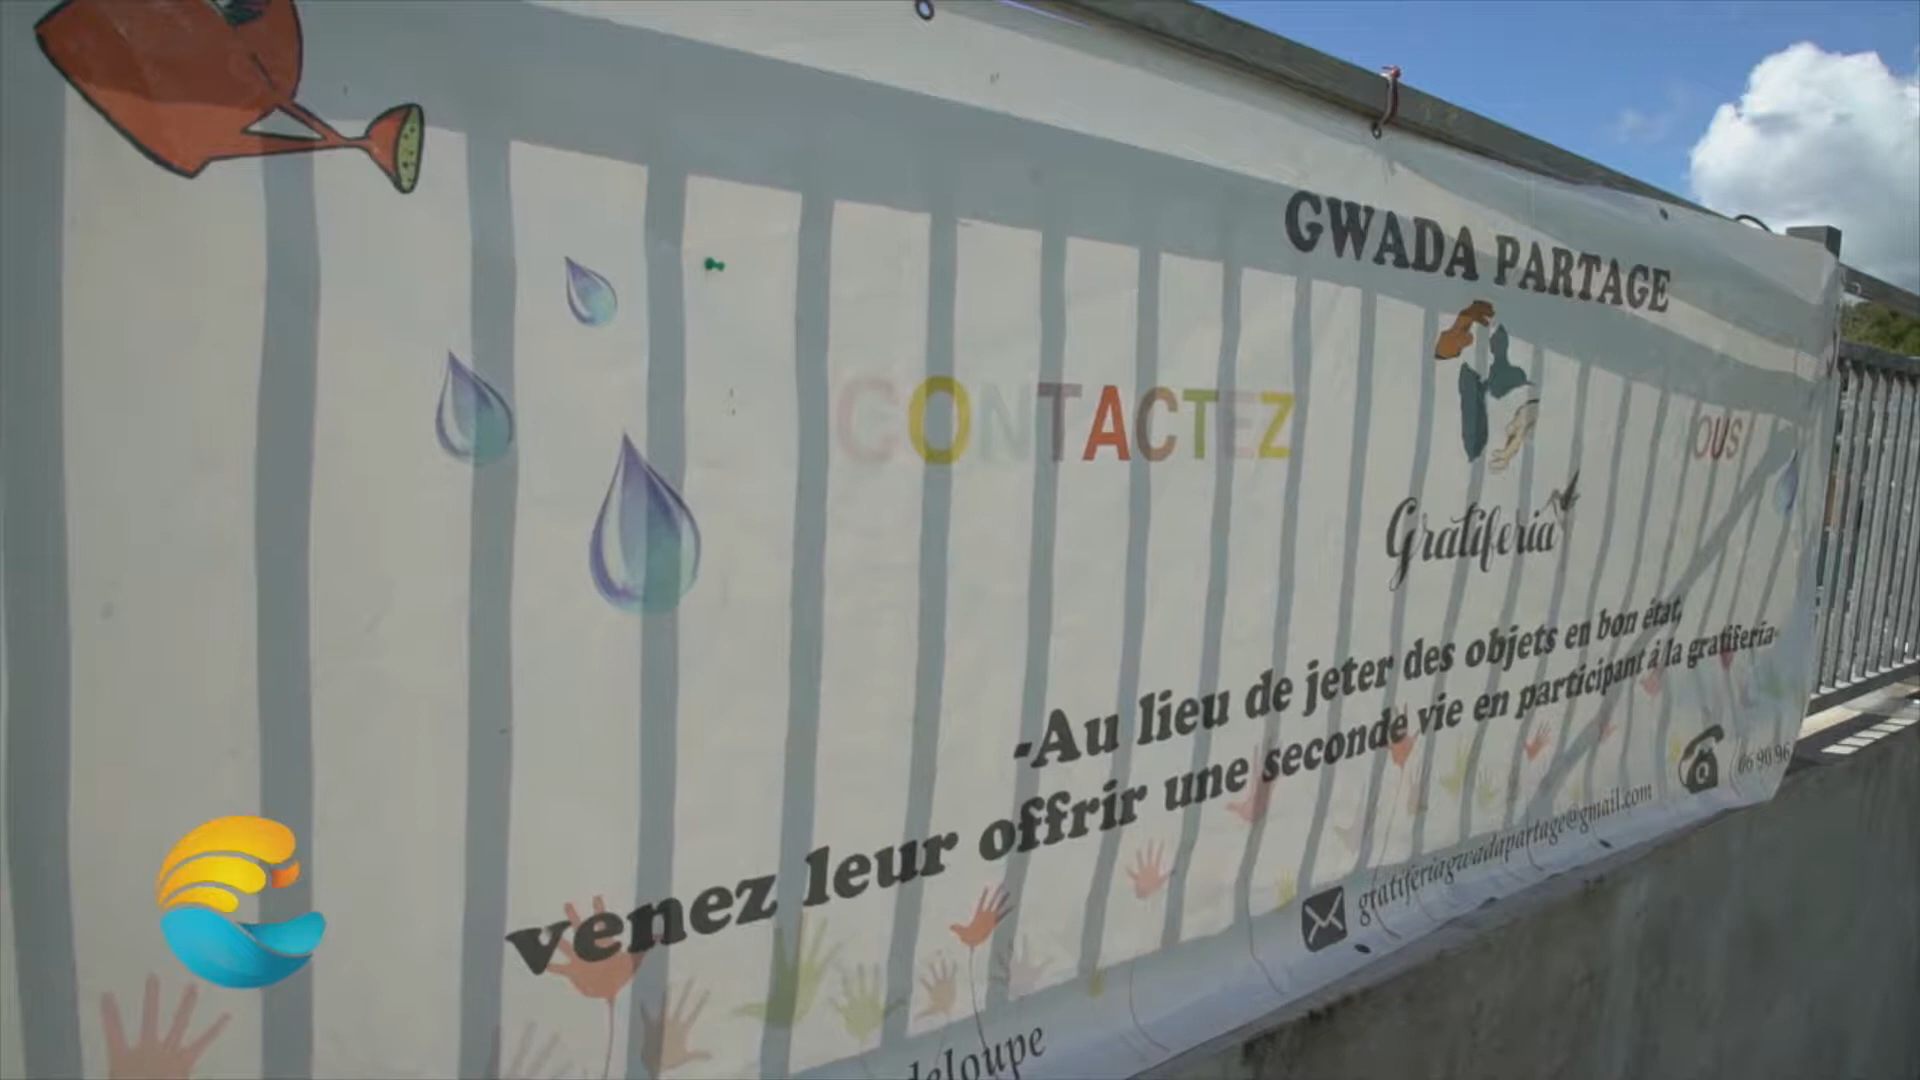 GWADA PARTAGE
CONTACTEZ OUS
Gratiferia
-Au lieu de jeter des objets en bon état,
venez leur offrir une seconde vie en participant à la gratiferia-
gratiferiagwadapartage@gmail.com
06 90 96
deloupe